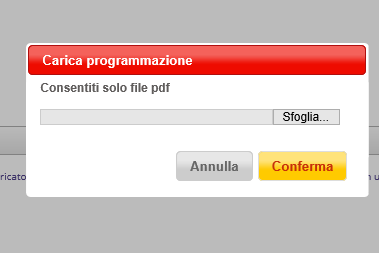 Carica programmazione
Consentiti solo file pdf
Sfoglia...
Annulla
Conferma